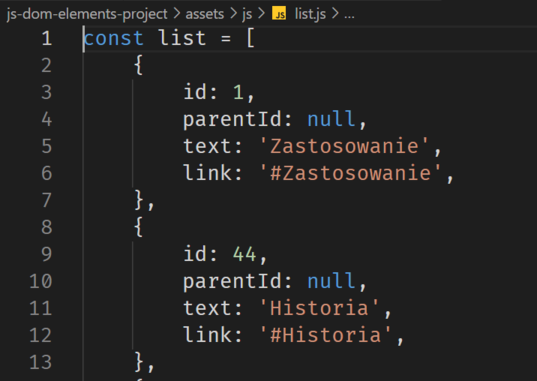 js-dom-elements-project > assets > js > JS list.js > ...
1 const list = [
2 {
3 id: 1,
4 parentId: null,
5 text: 'Zastosowanie',
6 link: '#Zastosowanie',
7 },
8 {
9 id: 44,
10 parentId: null,
11 text: 'Historia',
12 link: '#Historia',
13 },